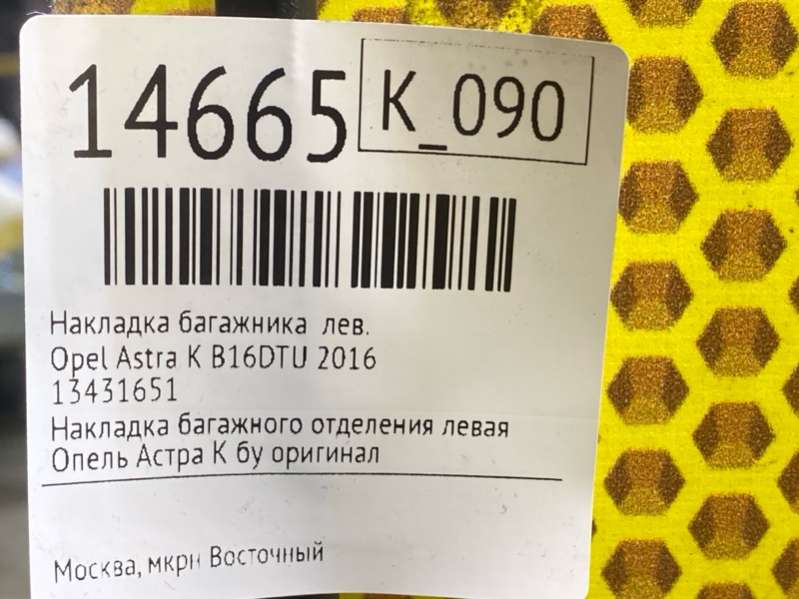 14665
K_090
Накладка багажника лев.
Opel Astra K B16DTU 2016
13431651
Накладка багажного отделения левая
Опель Астра К бу оригинал
Москва, мкрн Восточный